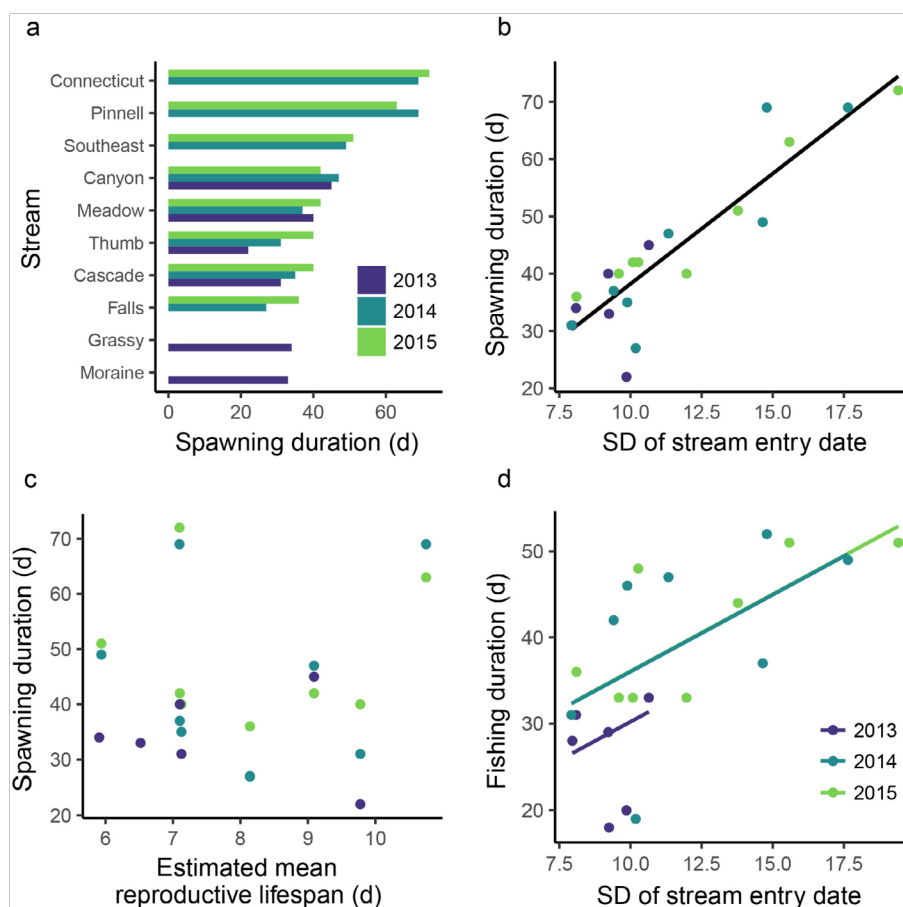 a
Connecticut
Pinnell
Southeast
Canyon
Meadow
Thumb
Cascade
Falls
Grassy
Moraine
Stream
2013
2014
2015
0 20 40 60
Spawning duration (d)
b
Spawning duration (d)
70
60
50
40
30
20
7.5 10.0 12.5 15.0 17.5
SD of stream entry date
c
Spawning duration (d)
70
60
50
40
30
20
6 7 8 9 10
Estimated mean
reproductive lifespan (d)
d
Fishing duration (d)
50
40
30
20
2013
2014
2015
7.5 10.0 12.5 15.0 17.5
SD of stream entry date